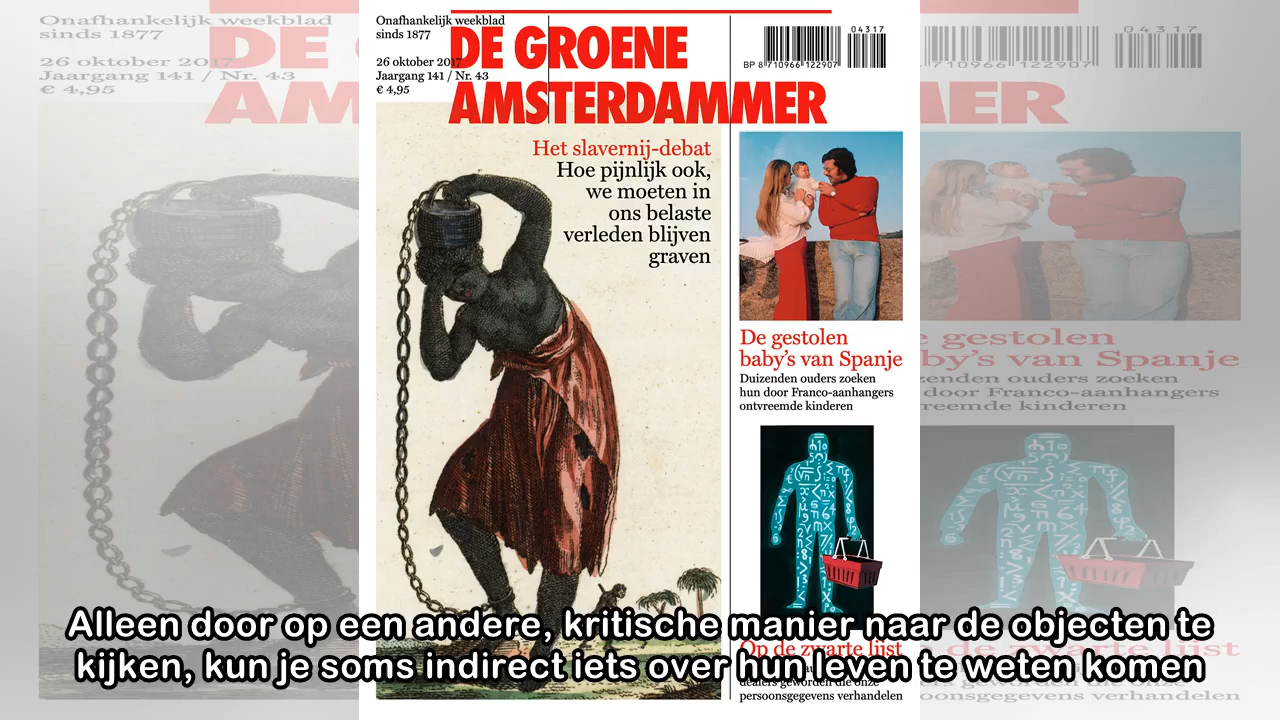 Onafhankelijk weekblad
sinds 1877
26 oktober 2017
Jaargang 141 / Nr. 43
€ 4,95
DE GROENE
AMSTERDAMMER
BP 8 710966 122907
04317
Het slavernij-debat
Hoe pijnlijk ook,
we moeten in
ons belaste
verleden blijven
graven
De gestolen
baby's van Spanje
Duizenden ouders zoeken
hun door Franco-aanhangers
ontvreemde kinderen
Op de zwarte lijst
persoonsgegevens verhandelen
Alleen door op een andere, kritische manier naar de objecten te
kijken, kun je soms indirect iets over hun leven te weten komen